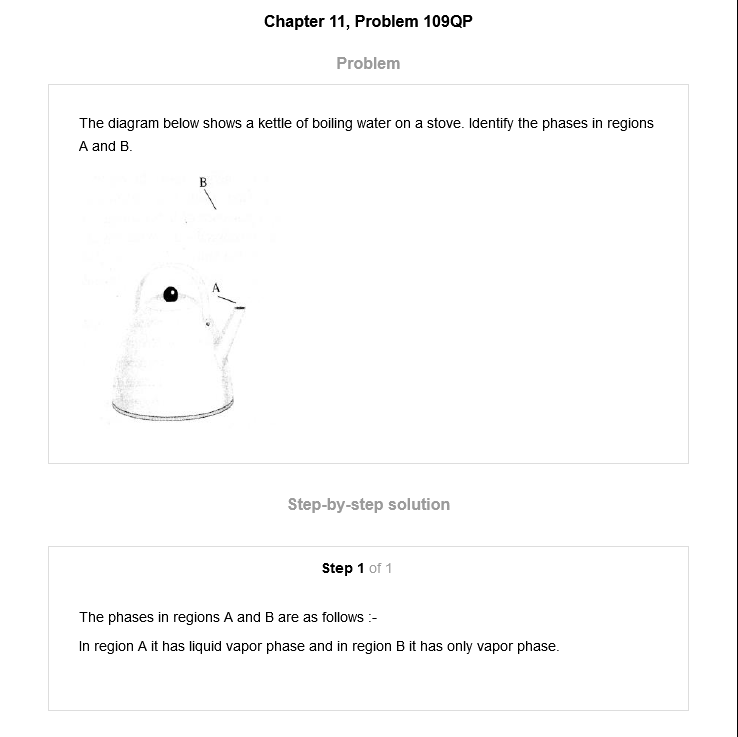 Chapter 11, Problem 109QP
Problem
The diagram below shows a kettle of boiling water on a stove. Identify the phases in regions
A and B.
B
A
Step-by-step solution
Step 1 of 1
The phases in regions A and B are as follows :-
In region A it has liquid vapor phase and in region B it has only vapor phase.